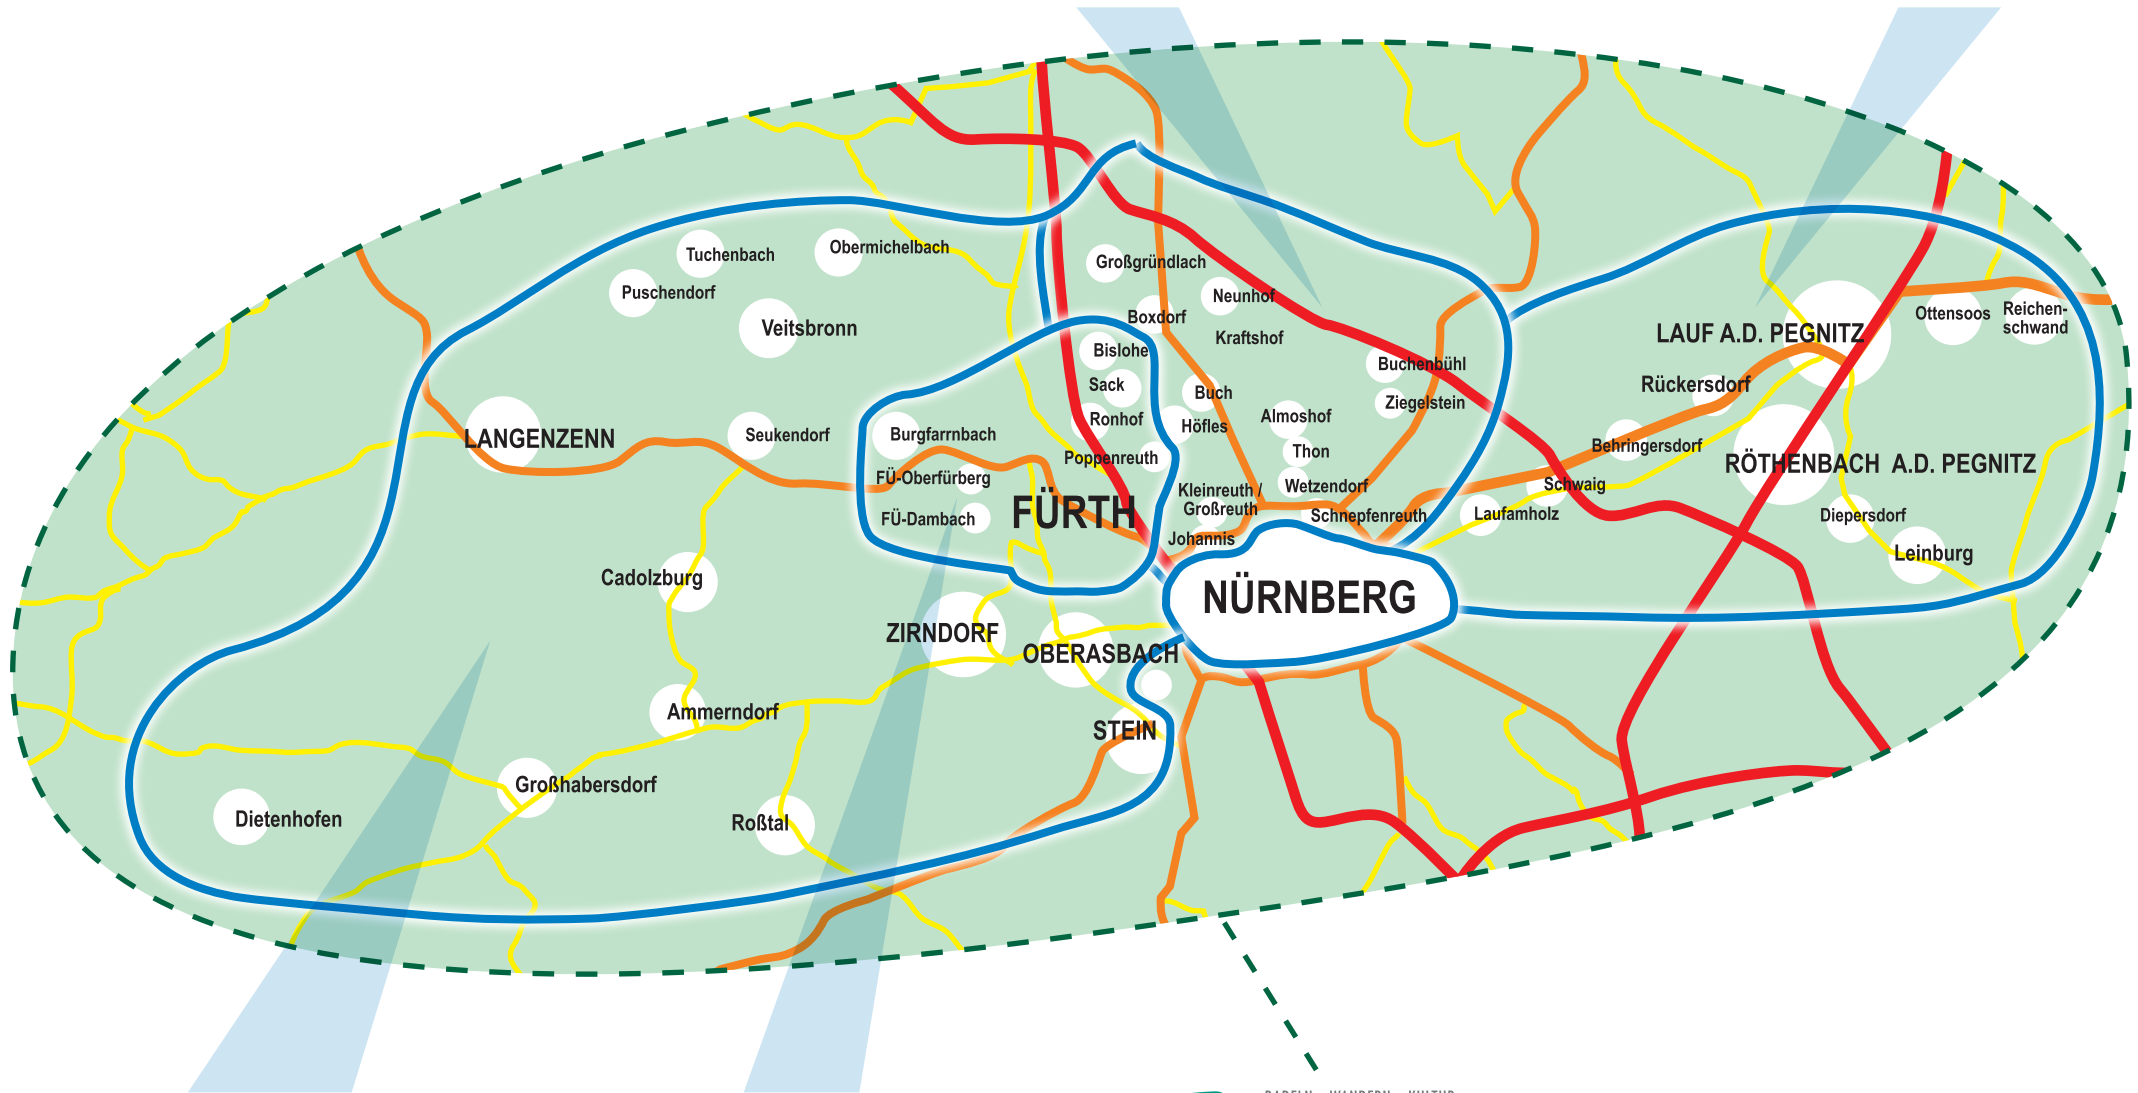 Tuchenbach
Obermichelbach
Puschendorf
Veitsbronn
Großgründlach
Neunhof
Boxdorf
Kraftshof
Bislohe
Sack
Ronhof
Buch
Höfles
Poppenreuth
Almoshof
Thon
Wetzendorf
Kleinreuth /
Großreuth
Schnepfenreuth
Johannis
Buchenbühl
Ziegelstein
LAUF A.D. PEGNITZ
Ottensoos
Reichen-
schwand
Rückersdorf
Behringersdorf
RÖTHENBACH A.D. PEGNITZ
Schwaig
Laufamholz
Diepersdorf
Leinburg
LANGENZENN
Seukendorf
Burgfarrnbach
FÜ-Oberfürberg
FÜ-Dambach
FÜRTH
NÜRNBERG
Cadolzburg
ZIRNDORF
OBERASBACH
Ammerndorf
STEIN
Großhabersdorf
Dietenhofen
Roßtal